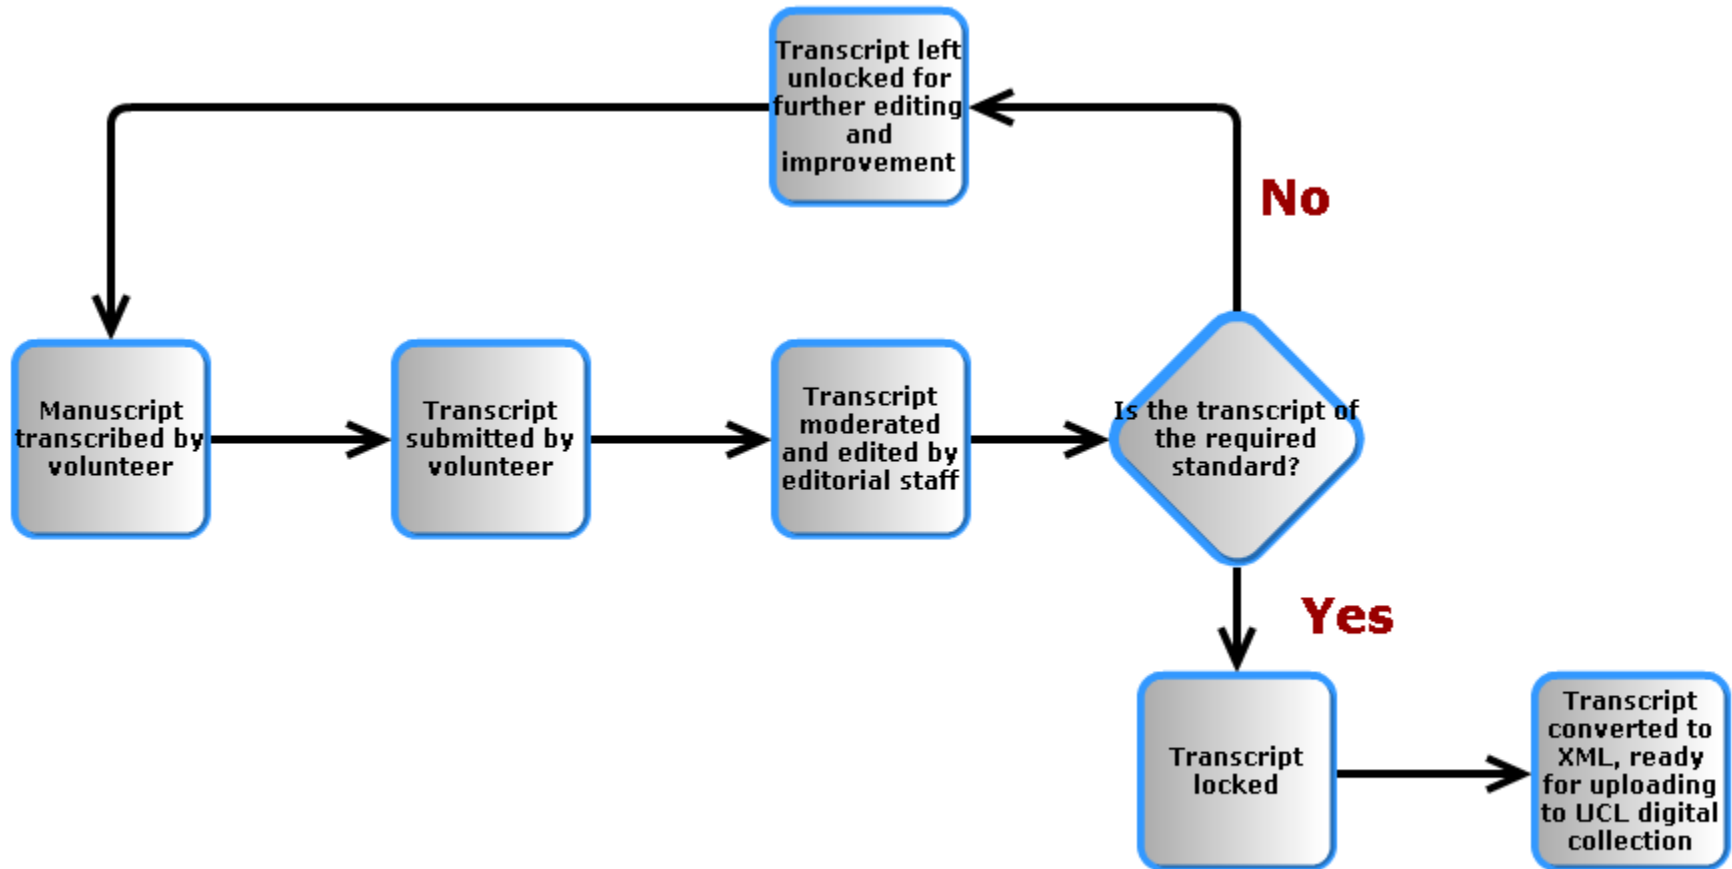 Transcript left
unlocked for
further editing
and
improvement
No
Manuscript
transcribed by
volunteer
Transcript
submitted by
volunteer
Transcript
moderated
and edited by
editorial staff
Is the transcript of
the required
standard?
Yes
Transcript
locked
Transcript
converted to
XML, ready
for uploading
to UCL digital
collection